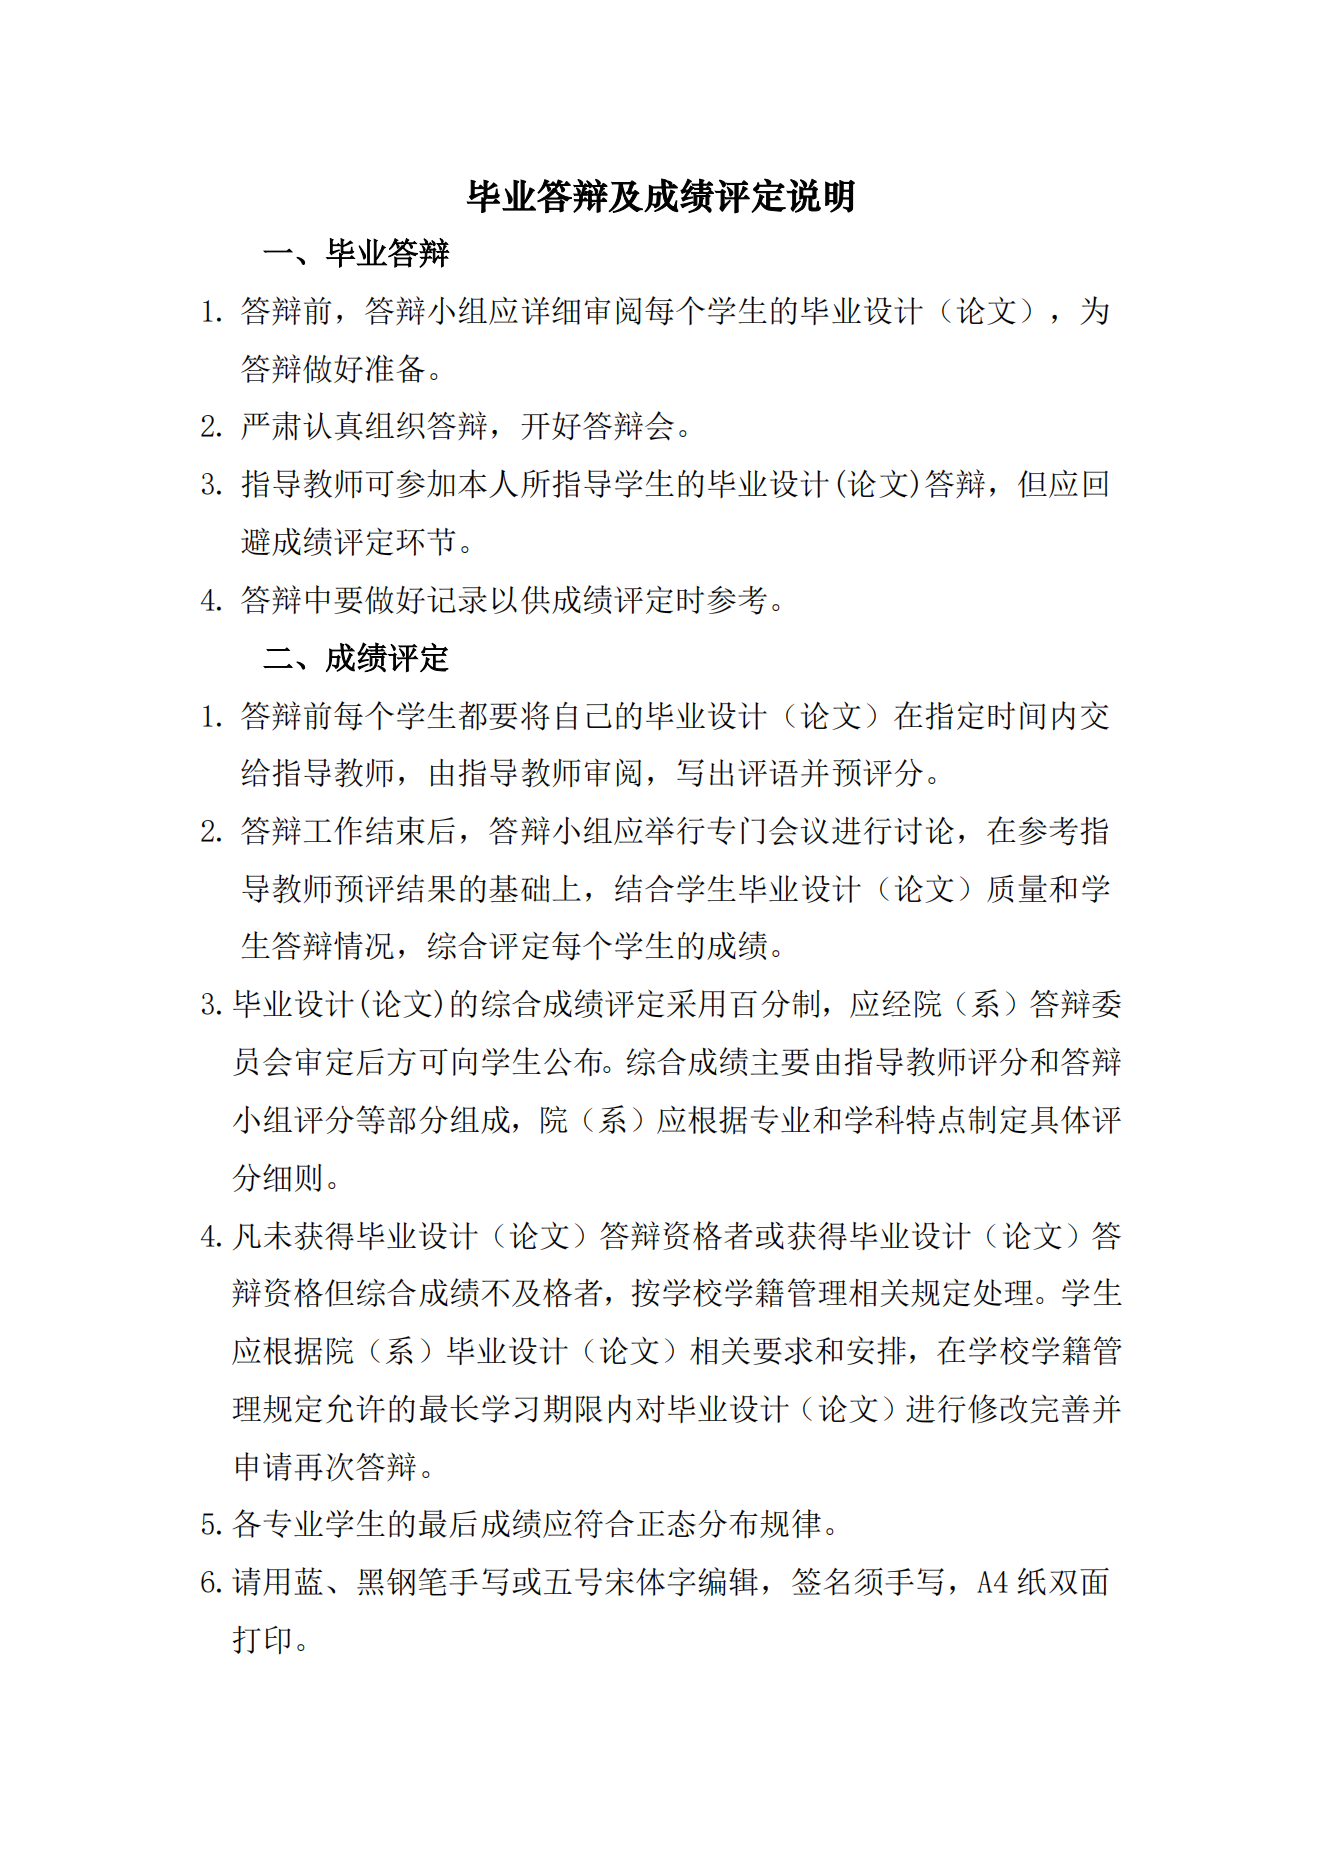 毕业答辩及成绩评定说明
一、毕业答辩
1. 答辩前，答辩小组应详细审阅每个学生的毕业设计（论文），为
答辩做好准备。
2. 严肃认真组织答辩，开好答辩会。
3. 指导教师可参加本人所指导学生的毕业设计(论文)答辩，但应回
避成绩评定环节。
4. 答辩中要做好记录以供成绩评定时参考。
二、成绩评定
1. 答辩前每个学生都要将自己的毕业设计（论文）在指定时间内交
给指导教师，由指导教师审阅，写出评语并预评分。
2. 答辩工作结束后，答辩小组应举行专门会议进行讨论，在参考指
导教师预评结果的基础上，结合学生毕业设计（论文）质量和学
生答辩情况，综合评定每个学生的成绩。
3. 毕业设计(论文)的综合成绩评定采用百分制，应经院（系）答辩委
员会审定后方可向学生公布。综合成绩主要由指导教师评分和答辩
小组评分等部分组成，院（系）应根据专业和学科特点制定具体评
分细则。
4. 凡未获得毕业设计（论文）答辩资格者或获得毕业设计（论文）答
辩资格但综合成绩不及格者，按学校学籍管理相关规定处理。学生
应根据院（系）毕业设计（论文）相关要求和安排，在学校学籍管
理规定允许的最长学习期限内对毕业设计（论文）进行修改完善并
申请再次答辩。
5. 各专业学生的最后成绩应符合正态分布规律。
6. 请用蓝、黑钢笔手写或五号宋体字编辑，签名须手写，A4 纸双面
打印。